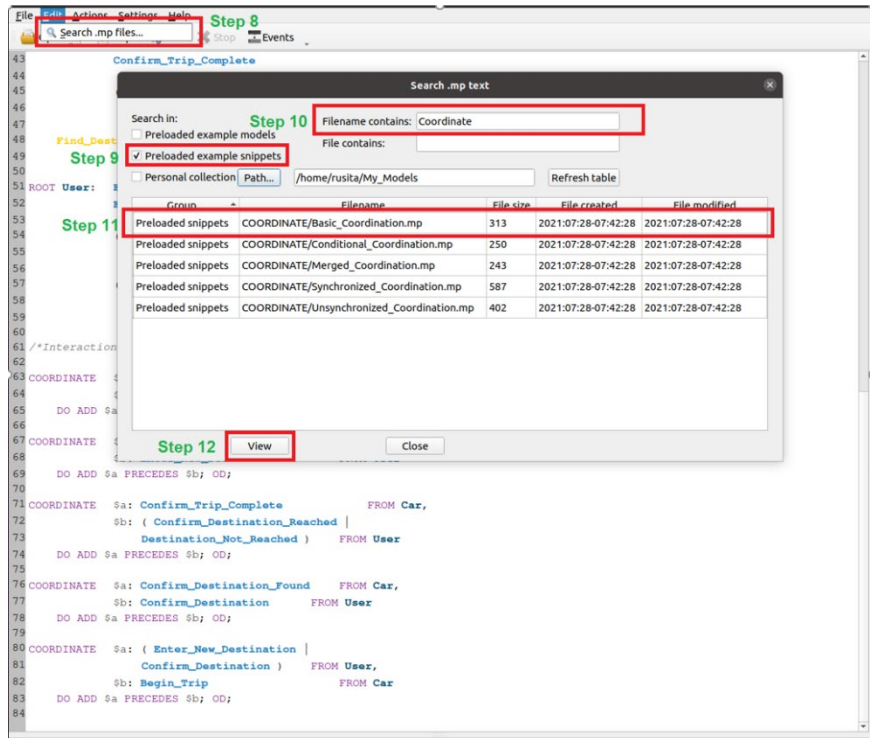 File Edit Actions Settings Help
Step 8
Search .mp files...
Stop Events
43 Confirm_Trip_Complete
44
45
46
47
48 Find_Dest
49
50
51 ROOT User:
52
53
54
55
56
57
58
59
60
61 /*Interaction
62
63 COORDINATE
64
65 DO ADD $a
66
67 COORDINATE
68
69 DO ADD $a PRECEDES $b; OD;
70
71 COORDINATE $a: Confirm_Trip_Complete FROM Car,
72 $b: ( Confirm_Destination_Reached |
73 Destination_Not_Reached ) FROM User
74 DO ADD $a PRECEDES $b; OD;
75
76 COORDINATE $a: Confirm_Destination_Found FROM Car,
77 $b: Confirm_Destination FROM User
78 DO ADD $a PRECEDES $b; OD;
79
80 COORDINATE $a: ( Enter_New_Destination |
81 Confirm_Destination ) FROM User,
82 $b: Begin_Trip FROM Car
83 DO ADD $a PRECEDES $b; OD;
84
Search .mp text
Search in:
Step 10
Filename contains: Coordinate
Preloaded example models
File contains:
Step 9
Preloaded example snippets
Personal collection Path... /home/rusita/My_Models Refresh table
Group Filename File size File created File modified
Step 11
Preloaded snippets COORDINATE/Basic_Coordination.mp 313 2021:07:28-07:42:28 2021:07:28-07:42:28
Preloaded snippets COORDINATE/Conditional_Coordination.mp 250 2021:07:28-07:42:28 2021:07:28-07:42:28
Preloaded snippets COORDINATE/Merged_Coordination.mp 243 2021:07:28-07:42:28 2021:07:28-07:42:28
Preloaded snippets COORDINATE/Synchronized_Coordination.mp 587 2021:07:28-07:42:28 2021:07:28-07:42:28
Preloaded snippets COORDINATE/Unsynchronized_Coordination.mp 402 2021:07:28-07:42:28 2021:07:28-07:42:28
Step 12
View Close